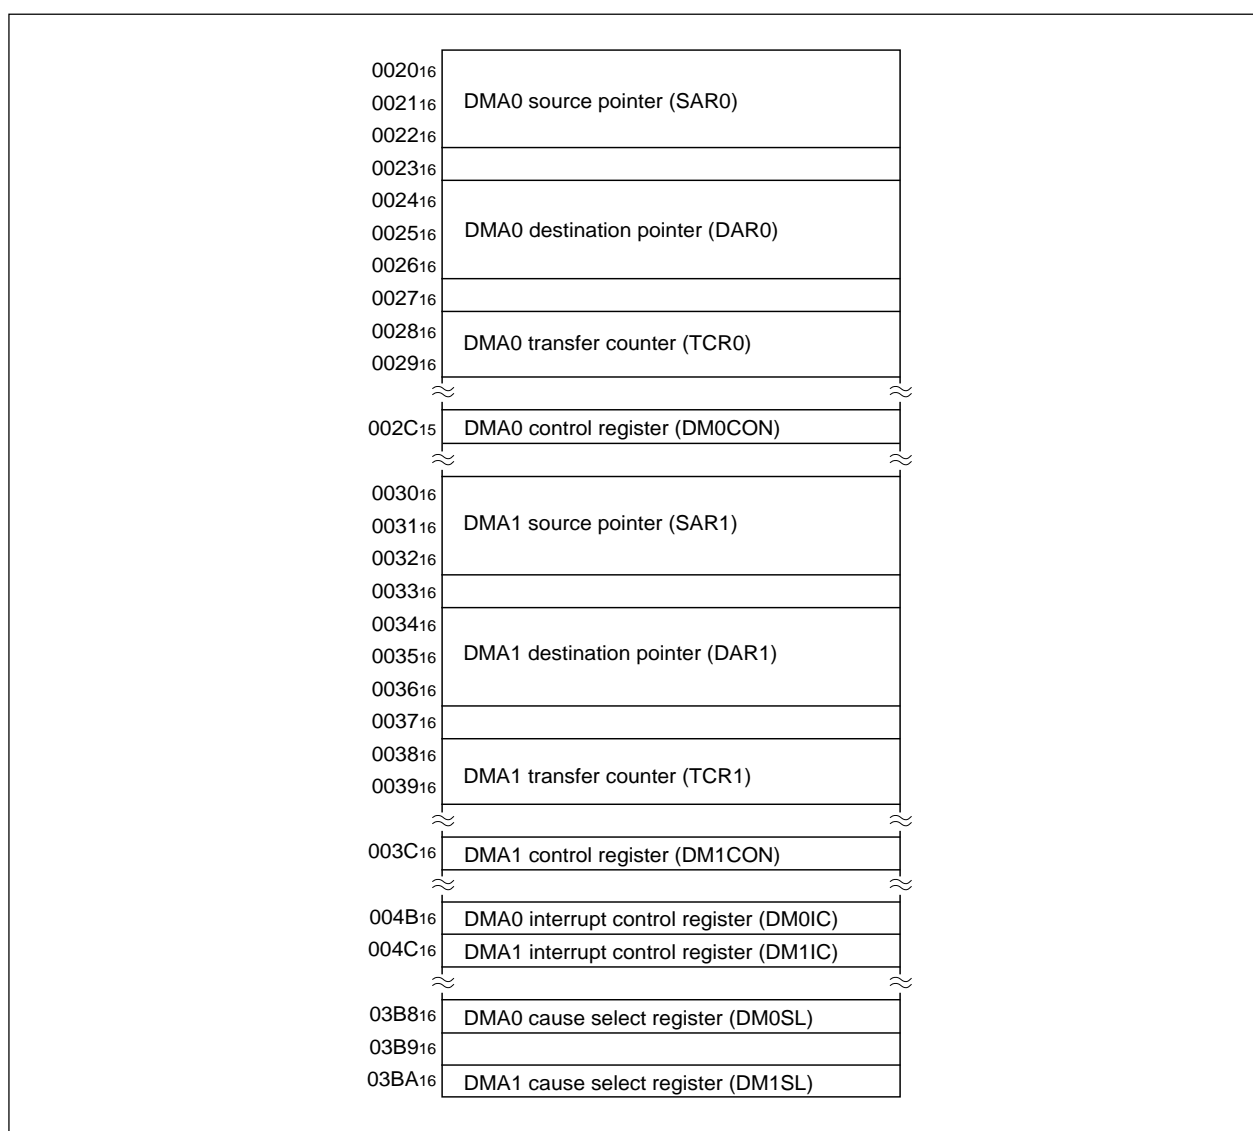 0020₁₆
0021₁₆ DMA0 source pointer (SAR0)
0022₁₆
0023₁₆
0024₁₆
0025₁₆ DMA0 destination pointer (DAR0)
0026₁₆
0027₁₆
0028₁₆ DMA0 transfer counter (TCR0)
0029₁₆
002C₁₅ DMA0 control register (DM0CON)
0030₁₆
0031₁₆ DMA1 source pointer (SAR1)
0032₁₆
0033₁₆
0034₁₆
0035₁₆ DMA1 destination pointer (DAR1)
0036₁₆
0037₁₆
0038₁₆ DMA1 transfer counter (TCR1)
0039₁₆
003C₁₆ DMA1 control register (DM1CON)
004B₁₆ DMA0 interrupt control register (DM0IC)
004C₁₆ DMA1 interrupt control register (DM1IC)
03B8₁₆ DMA0 cause select register (DM0SL)
03B9₁₆
03BA₁₆ DMA1 cause select register (DM1SL)